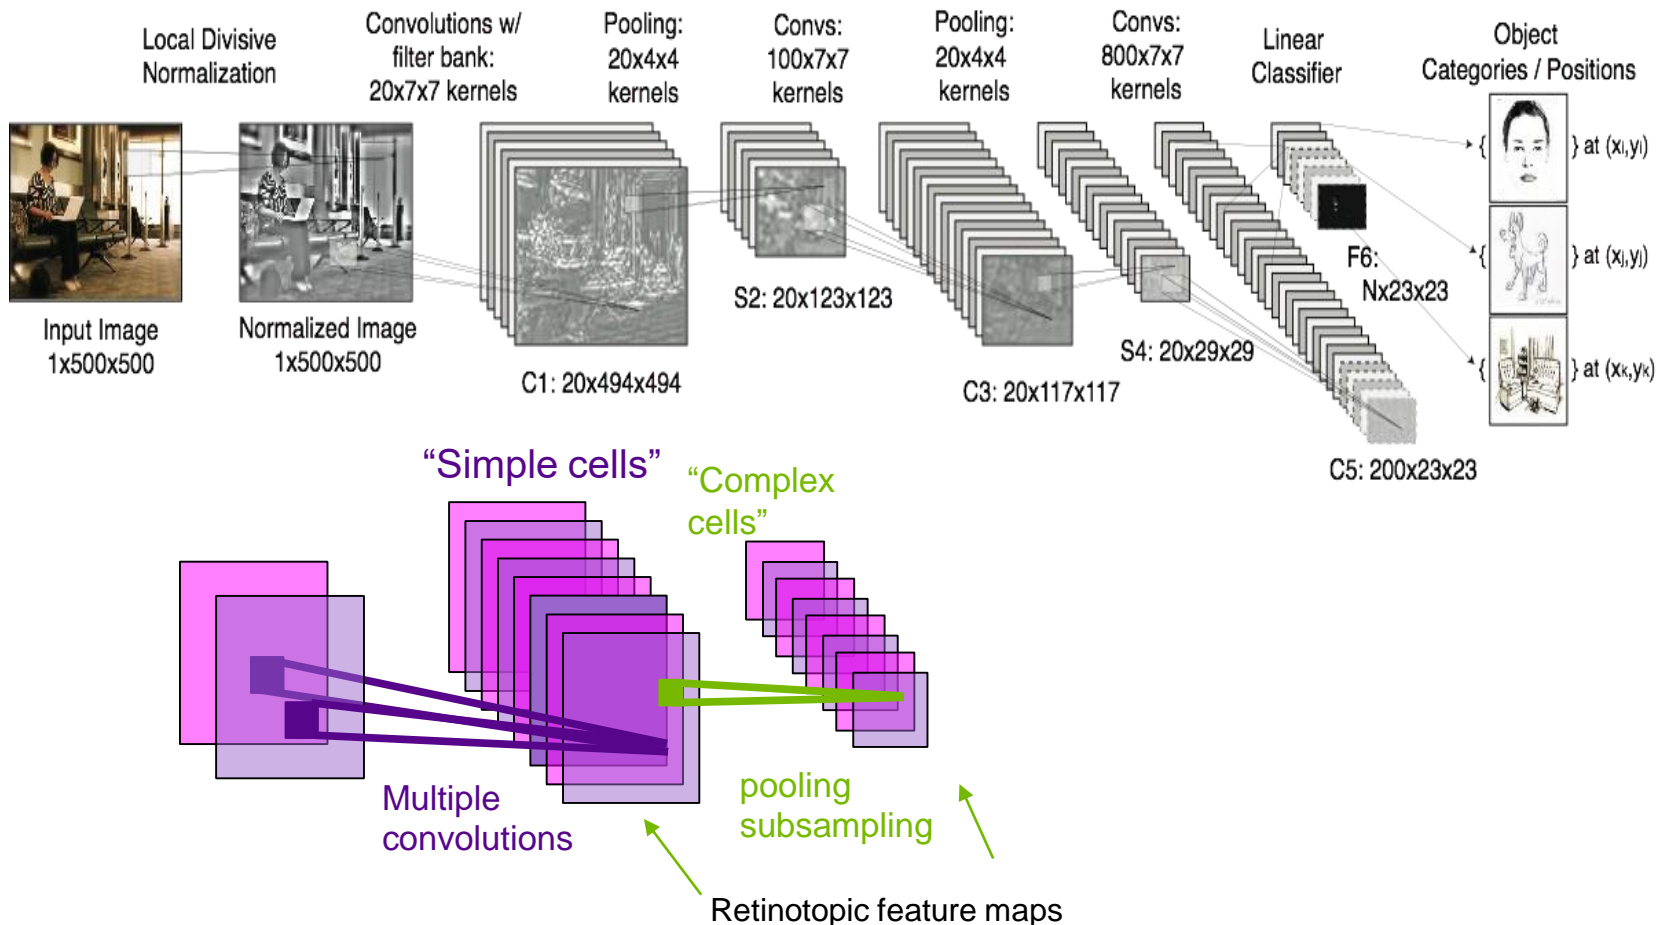 Local Divisive
Normalization
Convolutions w/
filter bank:
20x7x7 kernels
Pooling:
20x4x4
kernels
Convs:
100x7x7
kernels
Pooling:
20x4x4
kernels
Convs:
800x7x7
kernels
Linear
Classifier
Object
Categories / Positions
{ } at (xi,yi)
{ } at (xj,yj)
{ } at (xk,yk)
Input Image
1x500x500
Normalized Image
1x500x500
C1: 20x494x494
S2: 20x123x123
C3: 20x117x117
S4: 20x29x29
F6:
Nx23x23
C5: 200x23x23
“Simple cells”
“Complex
cells”
Multiple
convolutions
pooling
subsampling
Retinotopic feature maps